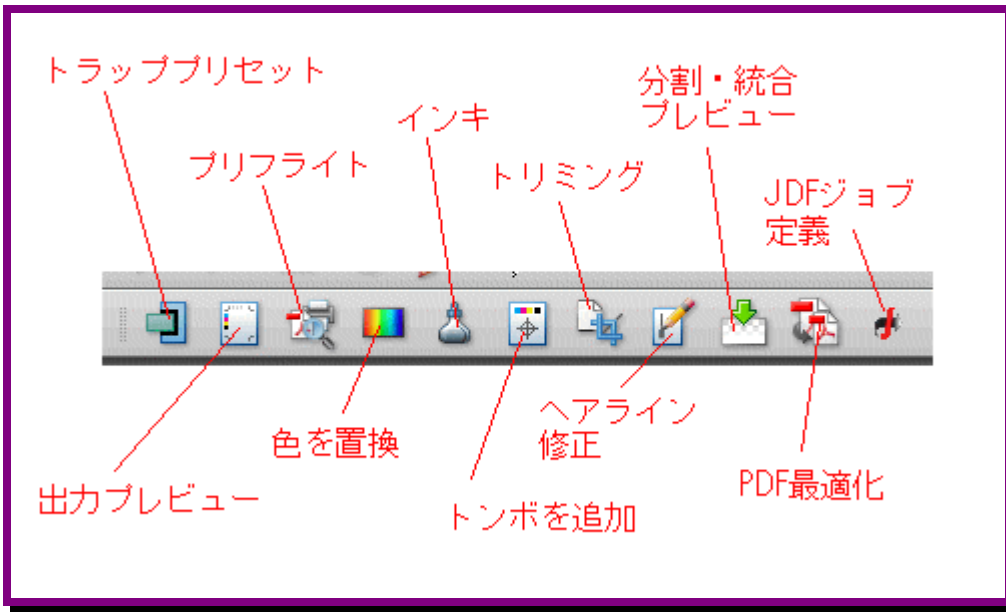 トラッププリセット
プリフライト
インキ
トリミング
分割・統合
プレビュー
JDFジョブ
定義
出力プレビュー
色を置換
トンボを追加
ヘアライン
修正
PDF最適化